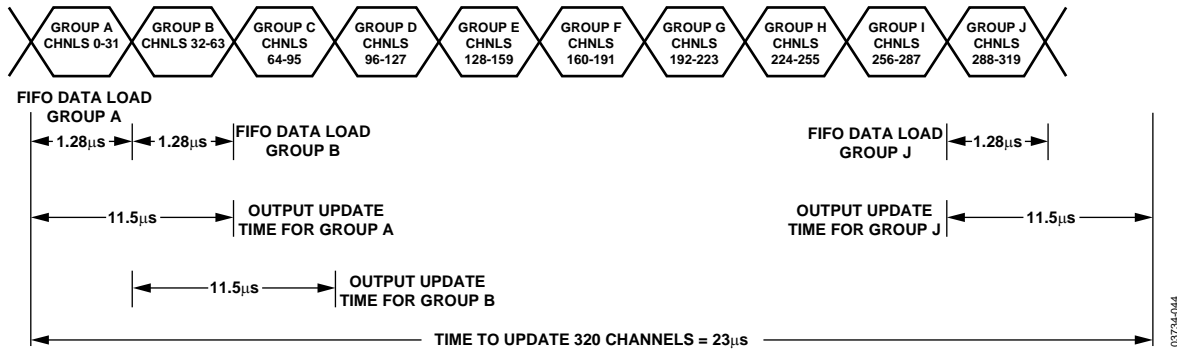 GROUP A
CHNLS 0-31
GROUP B
CHNLS 32-63
GROUP C
CHNLS
64-95
GROUP D
CHNLS
96-127
GROUP E
CHNLS
128-159
GROUP F
CHNLS
160-191
GROUP G
CHNLS
192-223
GROUP H
CHNLS
224-255
GROUP I
CHNLS
256-287
GROUP J
CHNLS
288-319
FIFO DATA LOAD
GROUP A
1.28µs
1.28µs
FIFO DATA LOAD
GROUP B
FIFO DATA LOAD
GROUP J
1.28µs
11.5µs
OUTPUT UPDATE
TIME FOR GROUP A
OUTPUT UPDATE
TIME FOR GROUP J
11.5µs
11.5µs
OUTPUT UPDATE
TIME FOR GROUP B
TIME TO UPDATE 320 CHANNELS = 23µs
03734-044